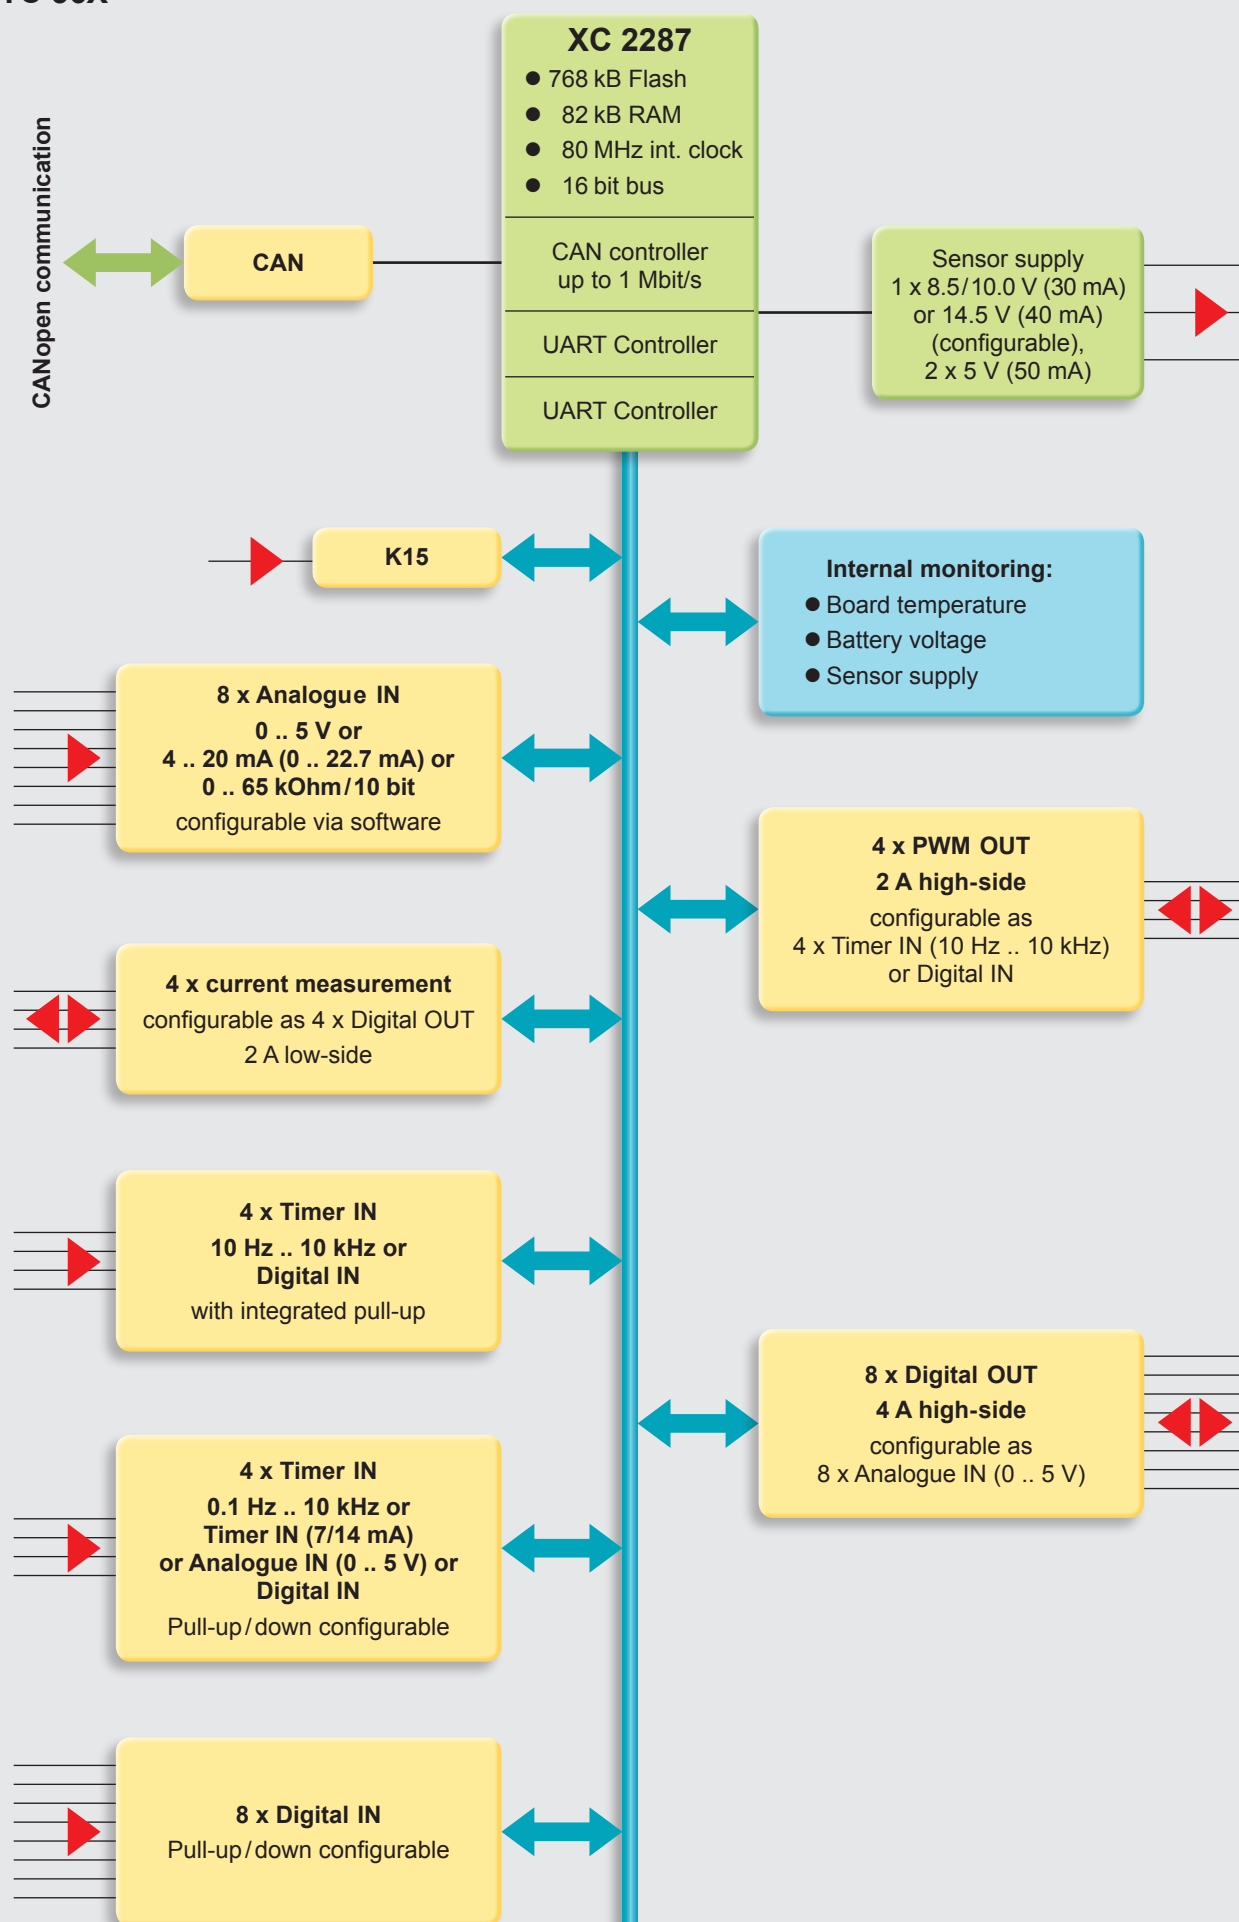 XC 2287
● 768 kB Flash
● 82 kB RAM
● 80 MHz int. clock
● 16 bit bus
CAN controller
up to 1 Mbit/s
UART Controller
UART Controller
CANopen communication
CAN
Sensor supply
1 x 8.5/10.0 V (30 mA)
or 14.5 V (40 mA)
(configurable),
2 x 5 V (50 mA)
K15
Internal monitoring:
● Board temperature
● Battery voltage
● Sensor supply
8 x Analogue IN
0 .. 5 V or
4 .. 20 mA (0 .. 22.7 mA) or
0 .. 65 kOhm/10 bit
configurable via software
4 x PWM OUT
2 A high-side
configurable as
4 x Timer IN (10 Hz .. 10 kHz)
or Digital IN
4 x current measurement
configurable as 4 x Digital OUT
2 A low-side
4 x Timer IN
10 Hz .. 10 kHz or
Digital IN
with integrated pull-up
8 x Digital OUT
4 A high-side
configurable as
8 x Analogue IN (0 .. 5 V)
4 x Timer IN
0.1 Hz .. 10 kHz or
Timer IN (7/14 mA)
or Analogue IN (0 .. 5 V) or
Digital IN
Pull-up/down configurable
8 x Digital IN
Pull-up/down configurable